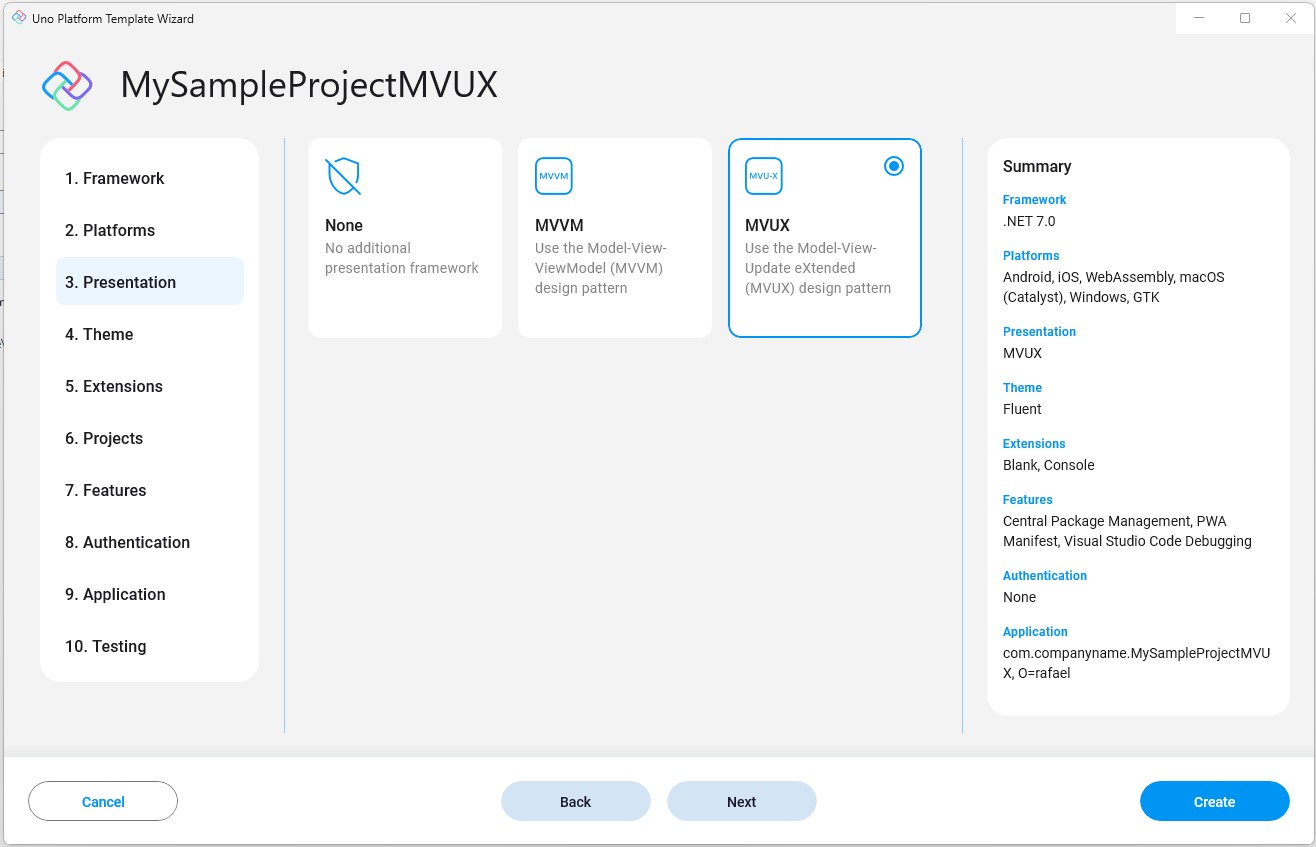 Uno Platform Template Wizard
MySampleProjectMVUX
1. Framework
2. Platforms
3. Presentation
4. Theme
5. Extensions
6. Projects
7. Features
8. Authentication
9. Application
10. Testing
None
No additional
presentation framework
MVVM
MVVM
Use the Model-View-
ViewModel (MVVM)
design pattern
MVU-X
MVUX
Use the Model-View-
Update eXtended
(MVUX) design pattern
Summary
Framework
.NET 7.0
Platforms
Android, iOS, WebAssembly, macOS
(Catalyst), Windows, GTK
Presentation
MVUX
Theme
Fluent
Extensions
Blank, Console
Features
Central Package Management, PWA
Manifest, Visual Studio Code Debugging
Authentication
None
Application
com.companyname.MySampleProjectMVU
X, O=rafael
Cancel
Back
Next
Create